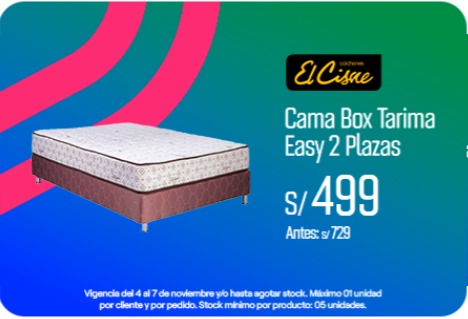 colchones
El Cisne
Cama Box Tarima
Easy 2 Plazas
S/ 499
Antes: s/729
Vigencia del 4 al 7 de noviembre y/o hasta agotar stock. Máximo 01 unidad
por cliente y por pedido. Stock mínimo por producto: 05 unidades.